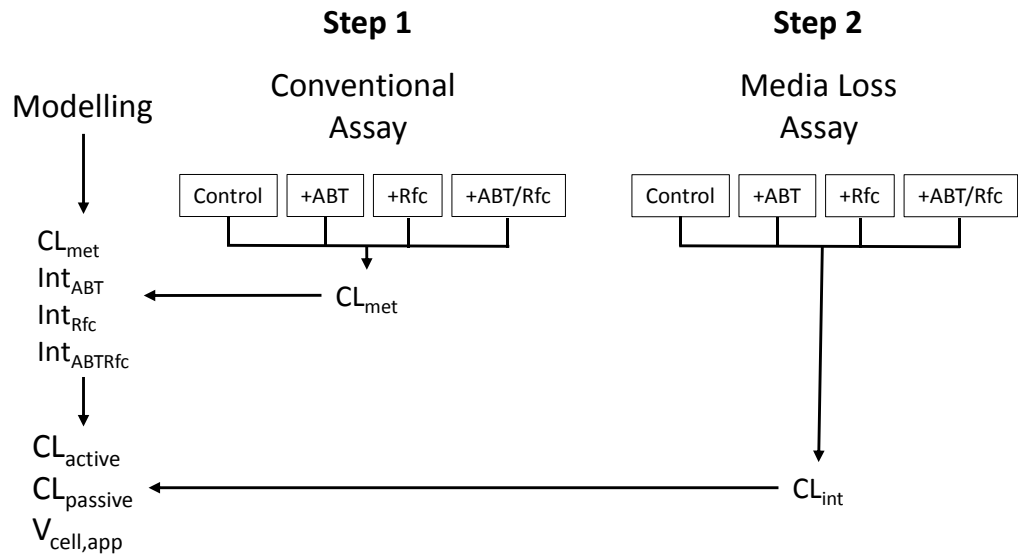 Step 1
Step 2
Modelling
Conventional
Assay
Media Loss
Assay
Control
+ABT
+Rfc
+ABT/Rfc
Control
+ABT
+Rfc
+ABT/Rfc
CLmet
IntABT
IntRfc
IntABTRfc
CLmet
CLactive
CLpassive
Vcell,app
CLint